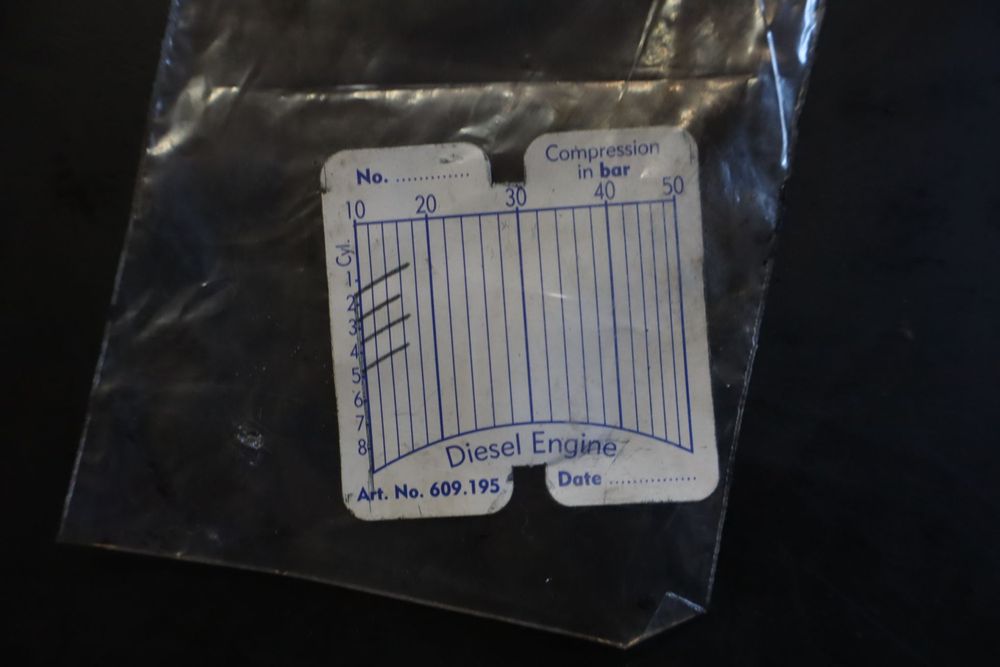 No. .............
Compression
in bar
10 20 30 40 50
Cyl.
1
2
3
4
5
6
7
8
Diesel Engine
Art. No. 609.195
Date ...............